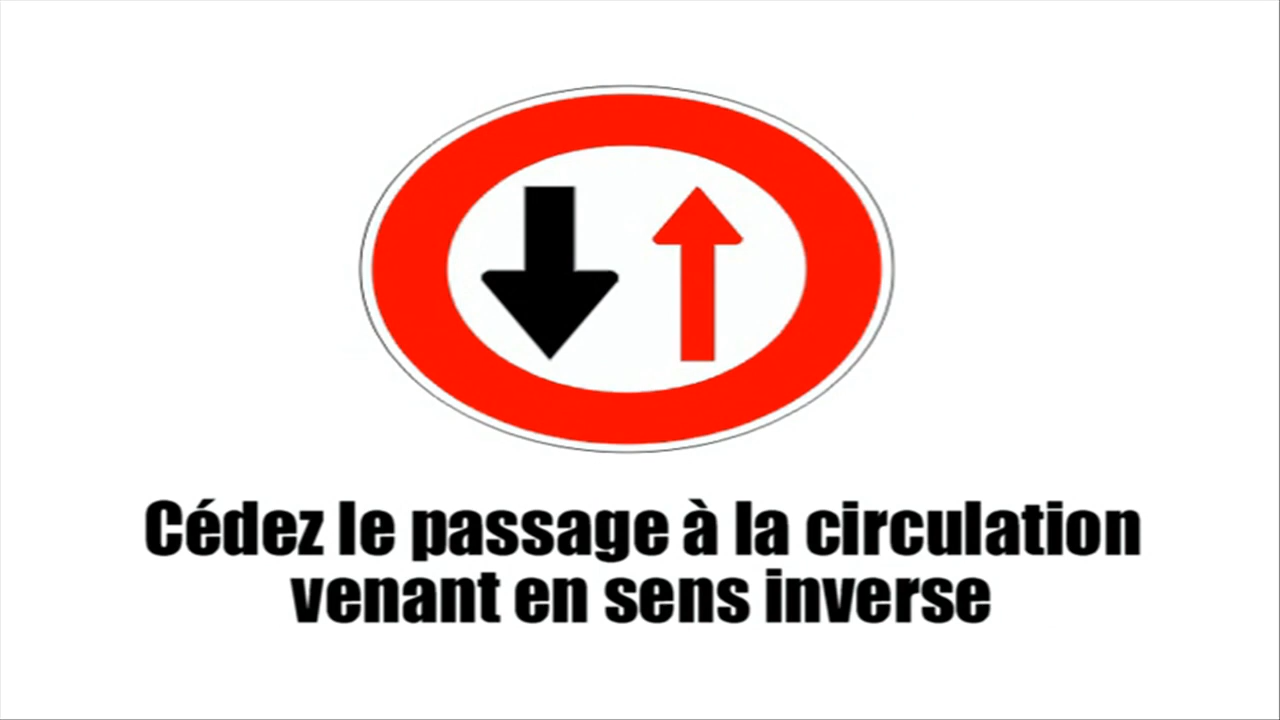 Cédez le passage à la circulation
venant en sens inverse